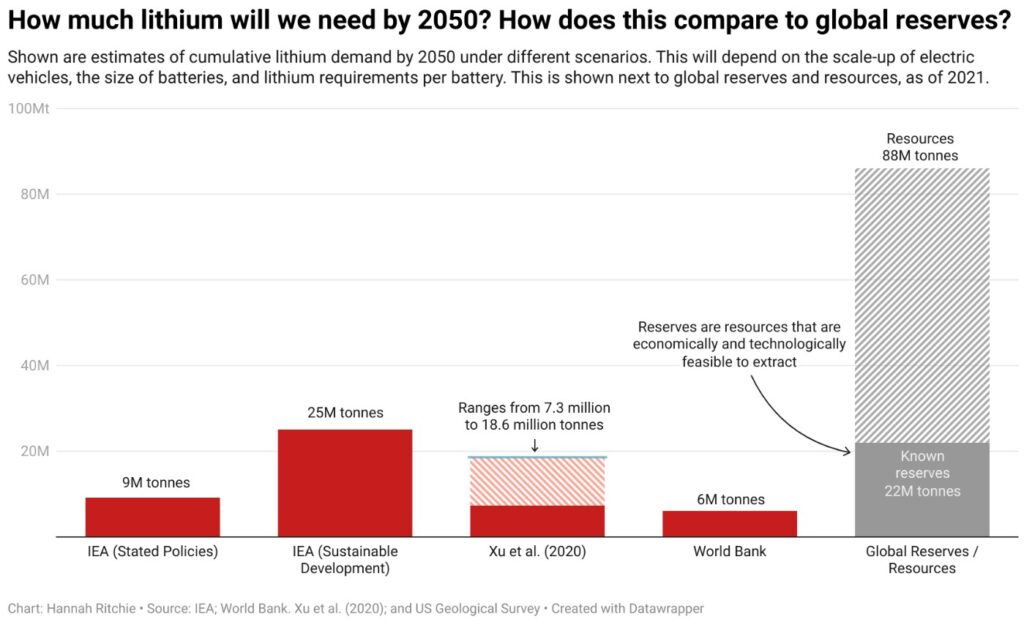 How much lithium will we need by 2050? How does this compare to global reserves?
Shown are estimates of cumulative lithium demand by 2050 under different scenarios. This will depend on the scale-up of electric
vehicles, the size of batteries, and lithium requirements per battery. This is shown next to global reserves and resources, as of 2021.
100Mt
80M
60M
40M
20M
9M tonnes
25M tonnes
Ranges from 7.3 million
to 18.6 million tonnes
6M tonnes
Reserves are resources that are
economically and technologically
feasible to extract
Resources
88M tonnes
Known
reserves
22M tonnes
IEA (Stated Policies)
IEA (Sustainable
Development)
Xu et al. (2020)
World Bank
Global Reserves /
Resources
Chart: Hannah Ritchie • Source: IEA; World Bank. Xu et al. (2020); and US Geological Survey • Created with Datawrapper